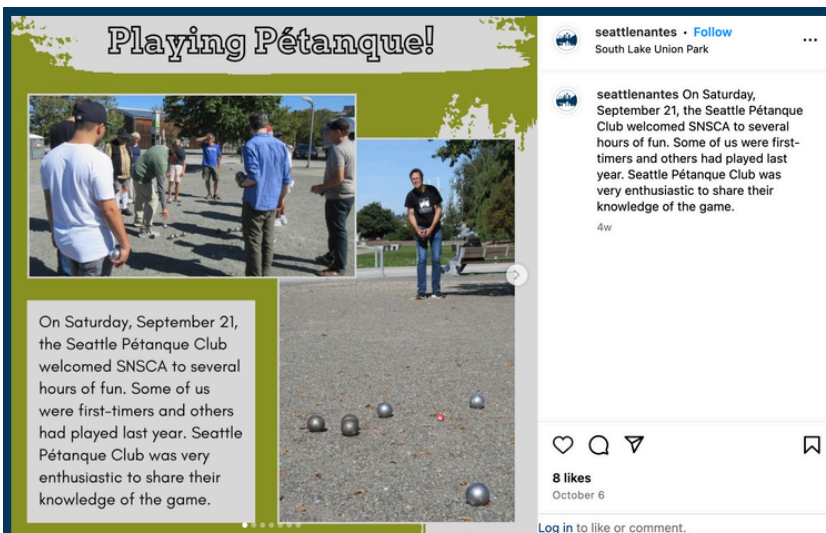 Playing Pétanque!
On Saturday, September 21,
the Seattle Pétanque Club
welcomed SNSCA to several
hours of fun. Some of us
were first-timers and others
had played last year. Seattle
Pétanque Club was very
enthusiastic to share their
knowledge of the game.
seattlenantes • Follow
South Lake Union Park
seattlenantes On Saturday,
September 21, the Seattle Pétanque
Club welcomed SNSCA to several
hours of fun. Some of us were first-
timers and others had played last
year. Seattle Pétanque Club was
very enthusiastic to share their
knowledge of the game.
4w
8 likes
October 6
Log in to like or comment.